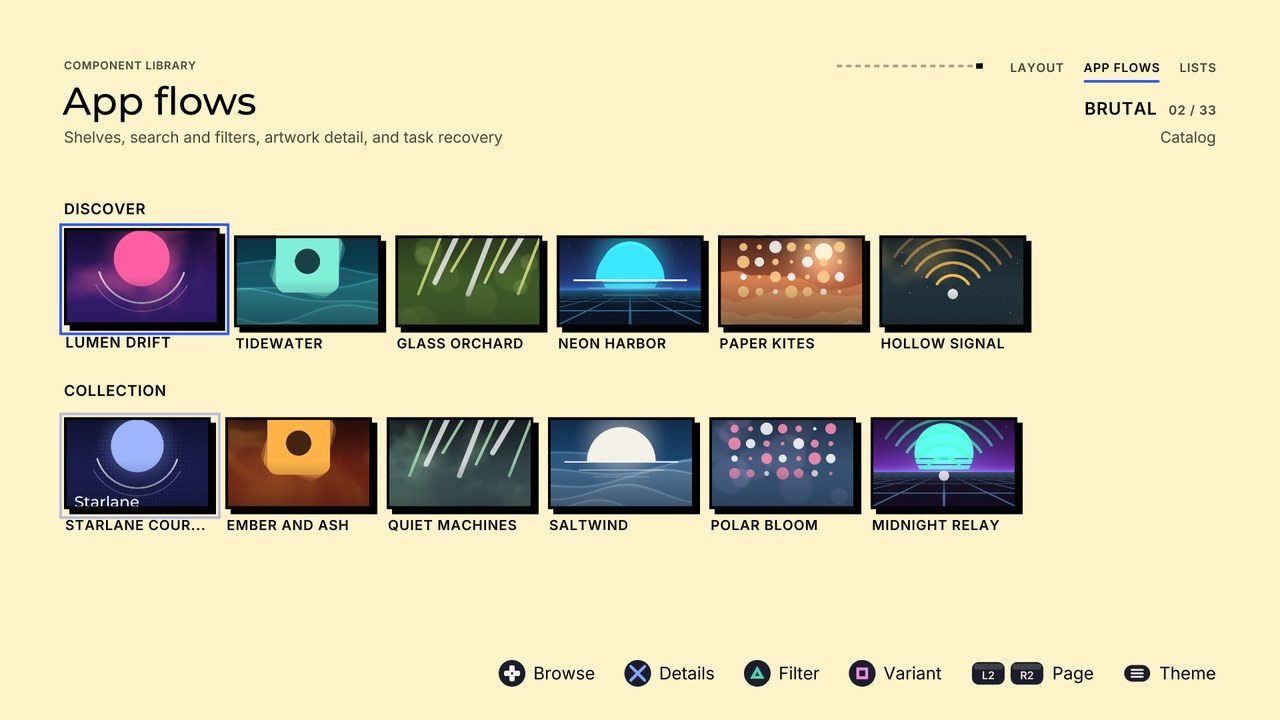 COMPONENT LIBRARY
App flows
Shelves, search and filters, artwork detail, and task recovery
LAYOUT APP FLOWS LISTS
BRUTAL 02 / 33
Catalog
DISCOVER
LUMEN DRIFT TIDEWATER GLASS ORCHARD NEON HARBOR PAPER KITES HOLLOW SIGNAL
COLLECTION
Starlane
STARLANE COUR... EMBER AND ASH QUIET MACHINES SALTWIND POLAR BLOOM MIDNIGHT RELAY
Browse Details Filter Variant L2 R2 Page Theme